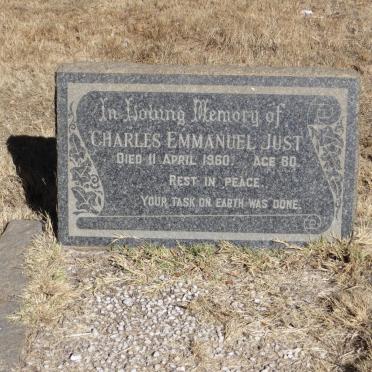 In Loving Memory of
CHARLES EMMANUEL JUST
DIED 11 APRIL 1960. AGE 80.
REST IN PEACE.
YOUR TASK ON EARTH WAS DONE.